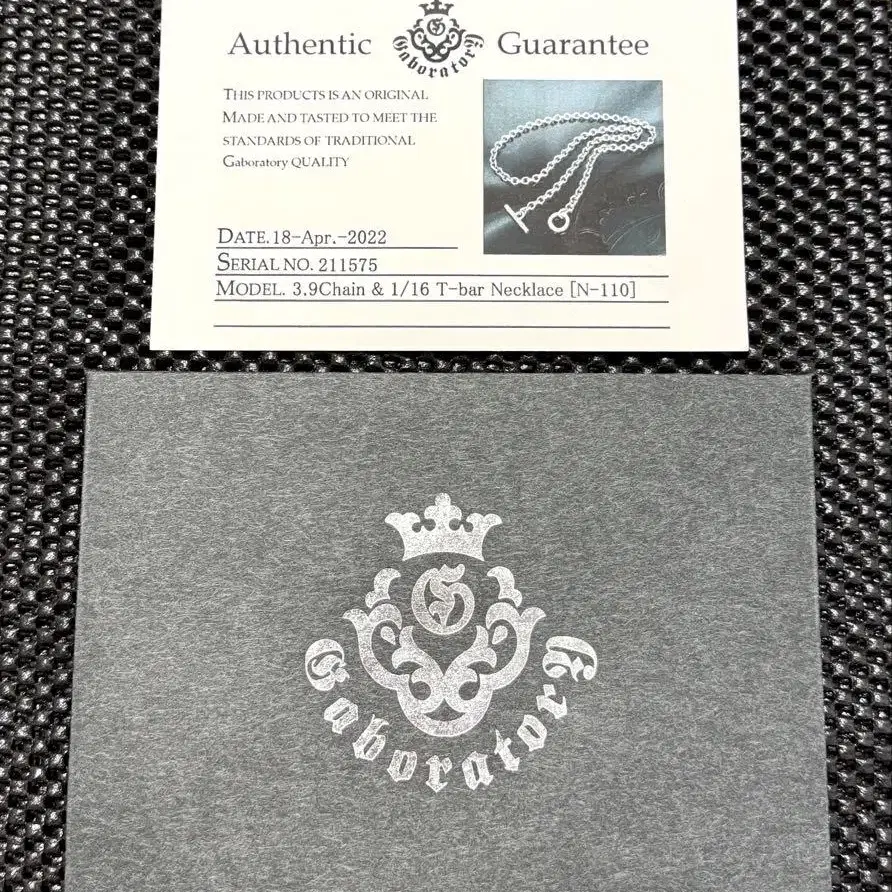 Authentic Guarantee
G
Gaboratory
THIS PRODUCTS IS AN ORIGINAL
MADE AND TASTED TO MEET THE
STANDARDS OF TRADITIONAL
Gaboratory QUALITY
DATE.18-Apr.-2022
SERIAL NO. 211575
MODEL. 3.9Chain & 1/16 T-bar Necklace [N-110]
G
Gaboratory